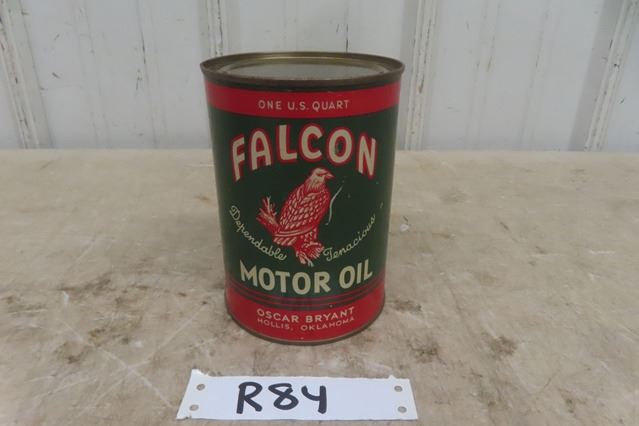 ONE U.S. QUART
FALCON
Dependable Tenacious
MOTOR OIL
OSCAR BRYANT
HOLLIS, OKLAHOMA
R84